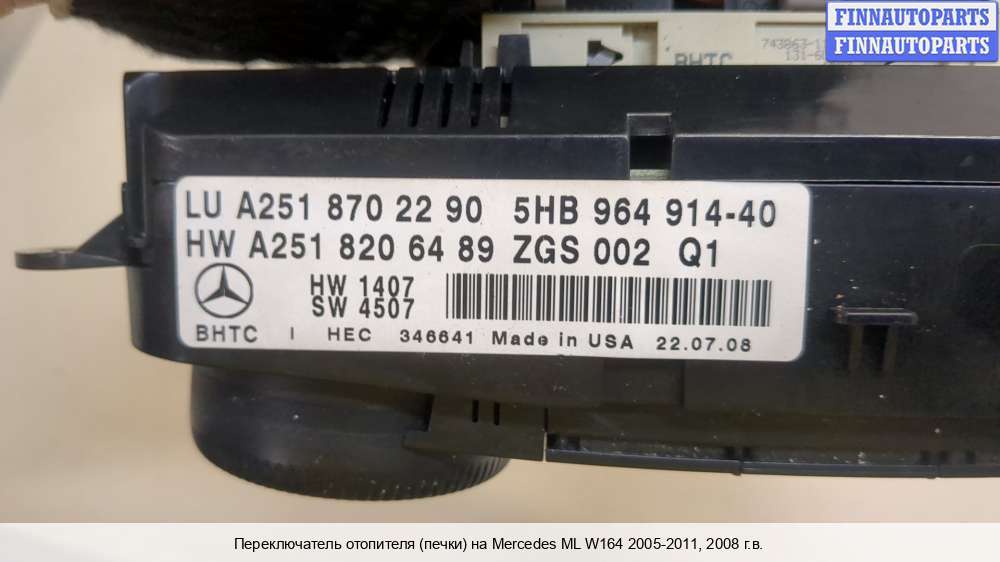 FINNAUTOPARTS
FINNAUTOPARTS
BHTC
LU A251 870 22 90 5HB 964 914-40
HW A251 820 64 89 ZGS 002 Q1
HW 1407
SW 4507
BHTC I HEC 346641 Made in USA 22.07.08
Переключатель отопителя (печки) на Mercedes ML W164 2005-2011, 2008 г.в.